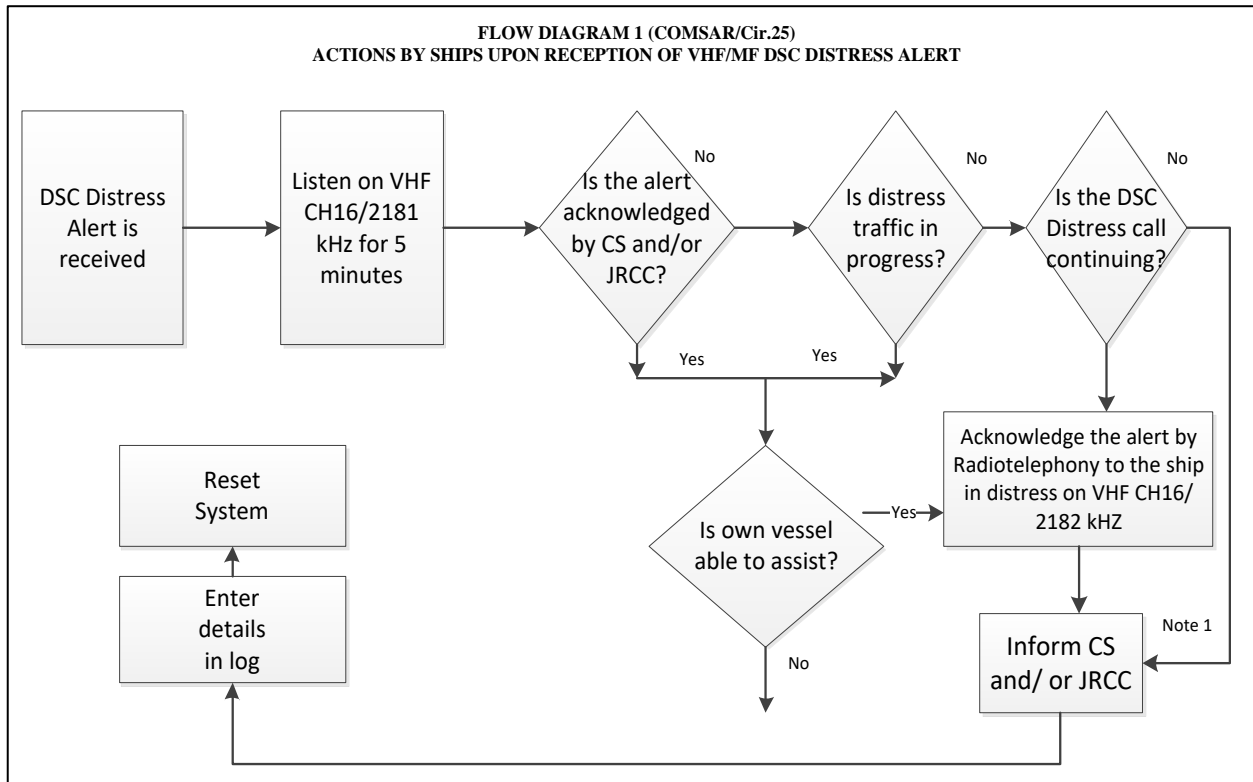 FLOW DIAGRAM 1 (COMSAR/Cir.25)
ACTIONS BY SHIPS UPON RECEPTION OF VHF/MF DSC DISTRESS ALERT
DSC Distress
Alert is
received
Listen on VHF
CH16/2181
kHz for 5
minutes
Is the alert
acknowledged
by CS and/or
JRCC?
No
Is distress
traffic in
progress?
No
Is the DSC
Distress call
continuing?
No
Yes
Yes
Reset
System
Enter
details
in log
Is own vessel
able to assist?
Yes
No
Acknowledge the alert by
Radiotelephony to the ship
in distress on VHF CH16/
2182 kHZ
Note 1
Inform CS
and/ or JRCC